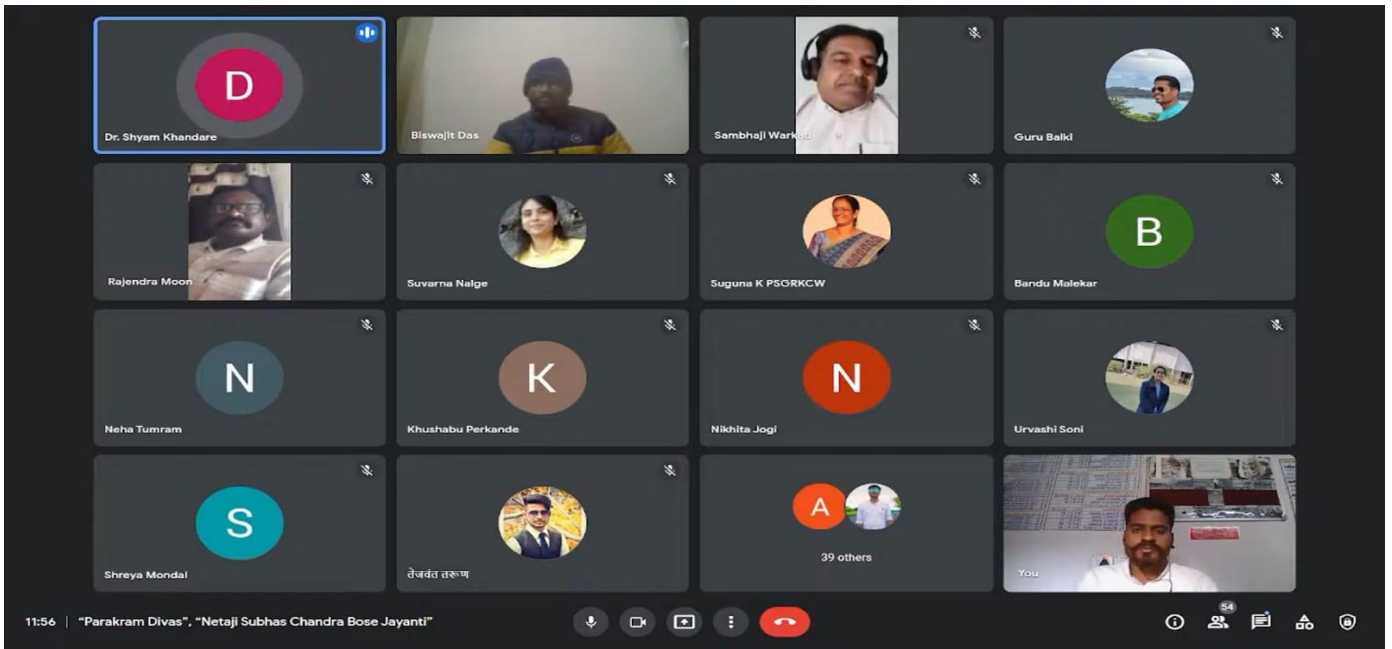 D
Dr. Shyam Khandare
Biswajit Das
Sambhaji Warka
Guru Balki
Rajendra Moon
Suvarna Nalge
Suguna K PSGRKCW
B
Bandu Malekar
N
Neha Tumram
K
Khushabu Perkande
N
Nikhita Jogi
Urvashi Soni
S
Shreya Mondal
तेजवंत तरूण
A
39 others
You
11:56 | “Parakram Divas”, “Netaji Subhas Chandra Bose Jayanti”
54